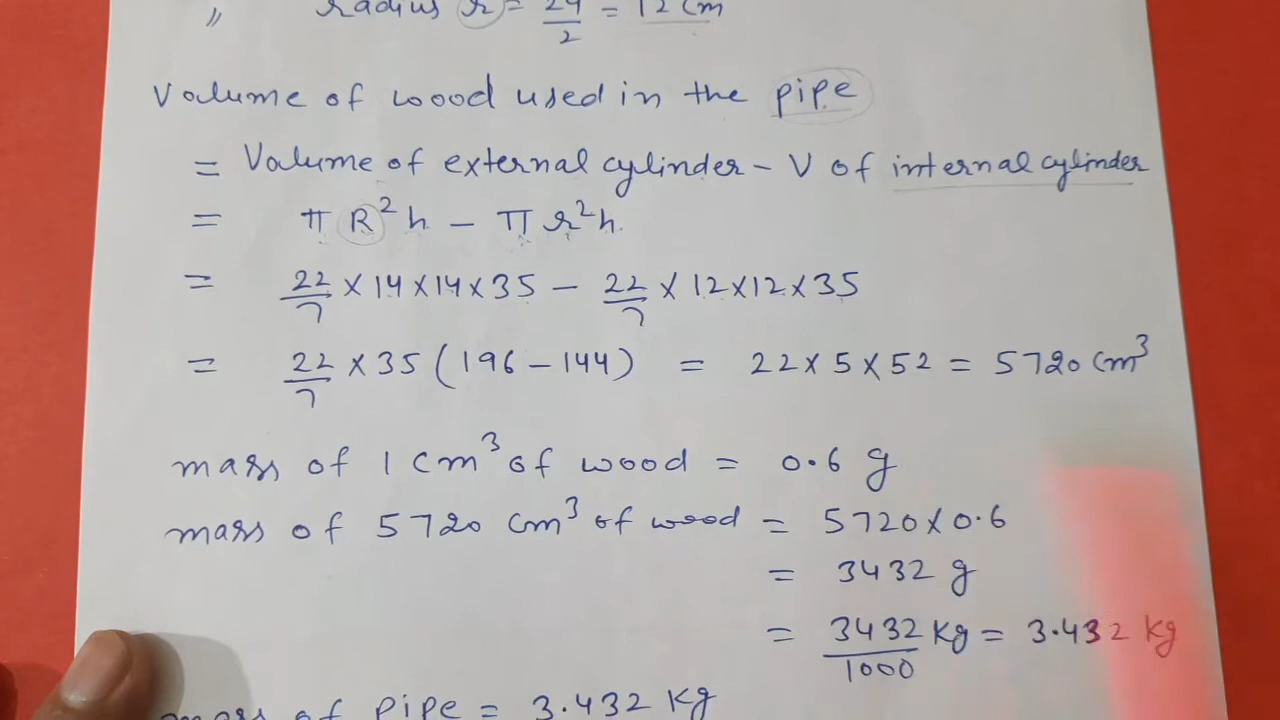 〃 radius r = 24/2 = 12 cm
Volume of wood used in the pipe
= Volume of external cylinder - V of internal cylinder
= π R²h - π r²h
= 22/7 × 14 × 14 × 35 - 22/7 × 12 × 12 × 35
= 22/7 × 35 (196 - 144) = 22 × 5 × 52 = 5720 cm³
mass of 1 cm³ of wood = 0.6 g
mass of 5720 cm³ of wood = 5720 × 0.6
= 3432 g
= 3432/1000 kg = 3.432 kg
mass of pipe = 3.432 kg